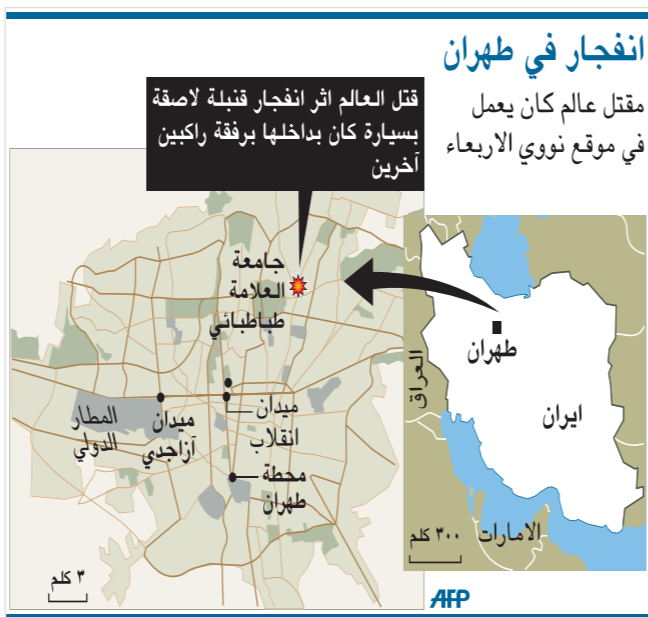 انفجار في طهران
مقتل عالم كان يعمل
في موقع نووي الاربعاء
قتل العالم اثر انفجار قنبلة لاصقة
بسيارة كان بداخلها برفقة راكبين
آخرين
جامعة
العلامة
طباطبائي
ميدان
انقلاب
ميدان
آزاجدي
المطار
الدولي
محطة
طهران
٣ كلم
طهران
ايران
العراق
الامارات
٣٠٠ كلم
AFP